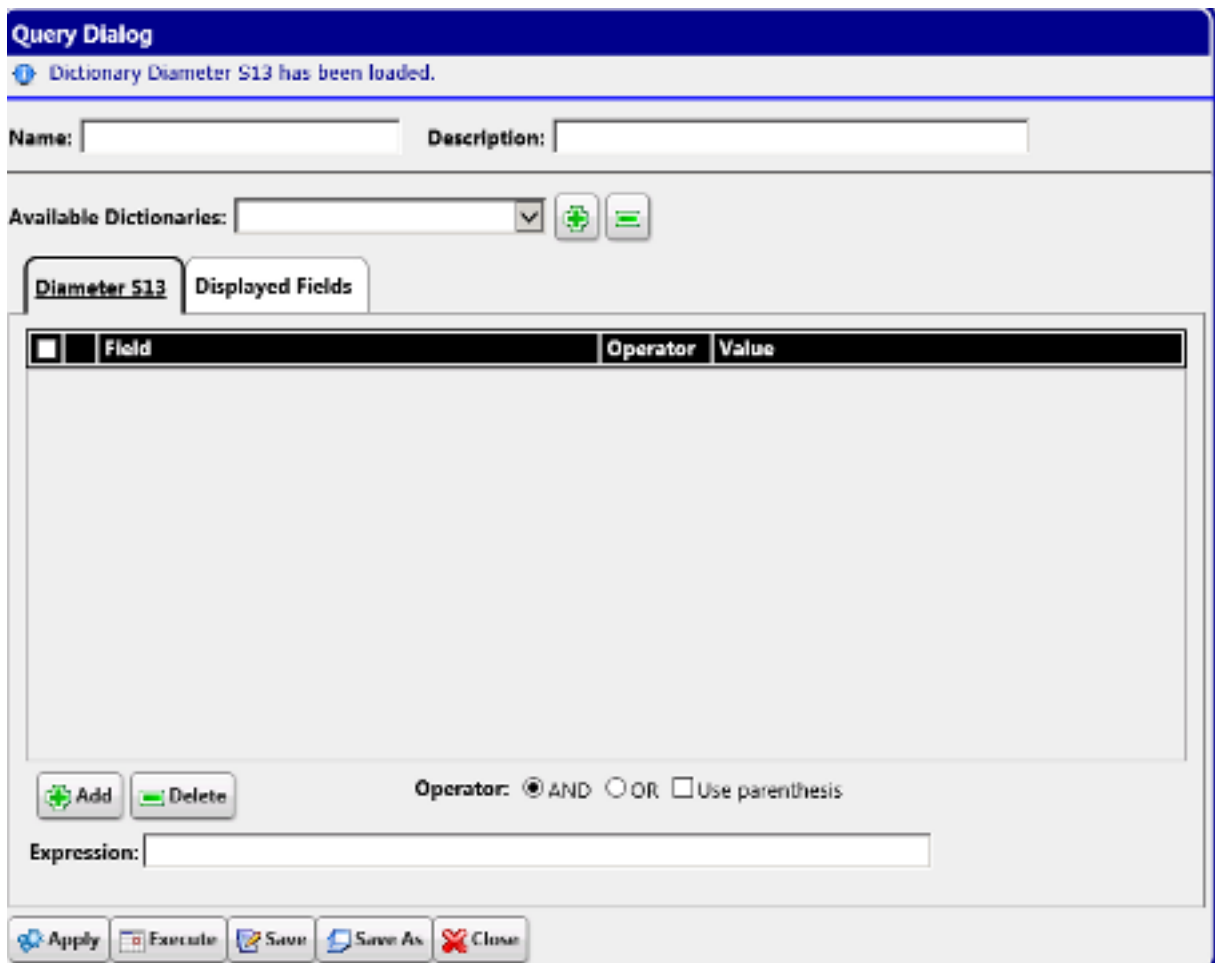 Query Dialog
Dictionary Diameter S13 has been loaded.
Name: Description:
Available Dictionaries:
Diameter S13 Displayed Fields
Field Operator Value
Add Delete Operator: AND OR Use parenthesis
Expression:
Apply Execute Save Save As Close